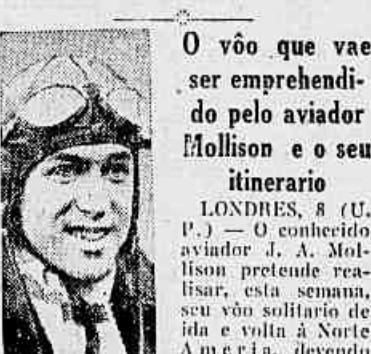 O vôo que vae
ser emprehendi-
do pelo aviador
Mollison e o seu
itinerario
LONDRES, 8 (U.
P.) — O conhecido
aviador J. A. Mol-
lison pretende rea-
lisar, esta semana,
seu vôo solitario de
ida e volta á Norte
America, devendo